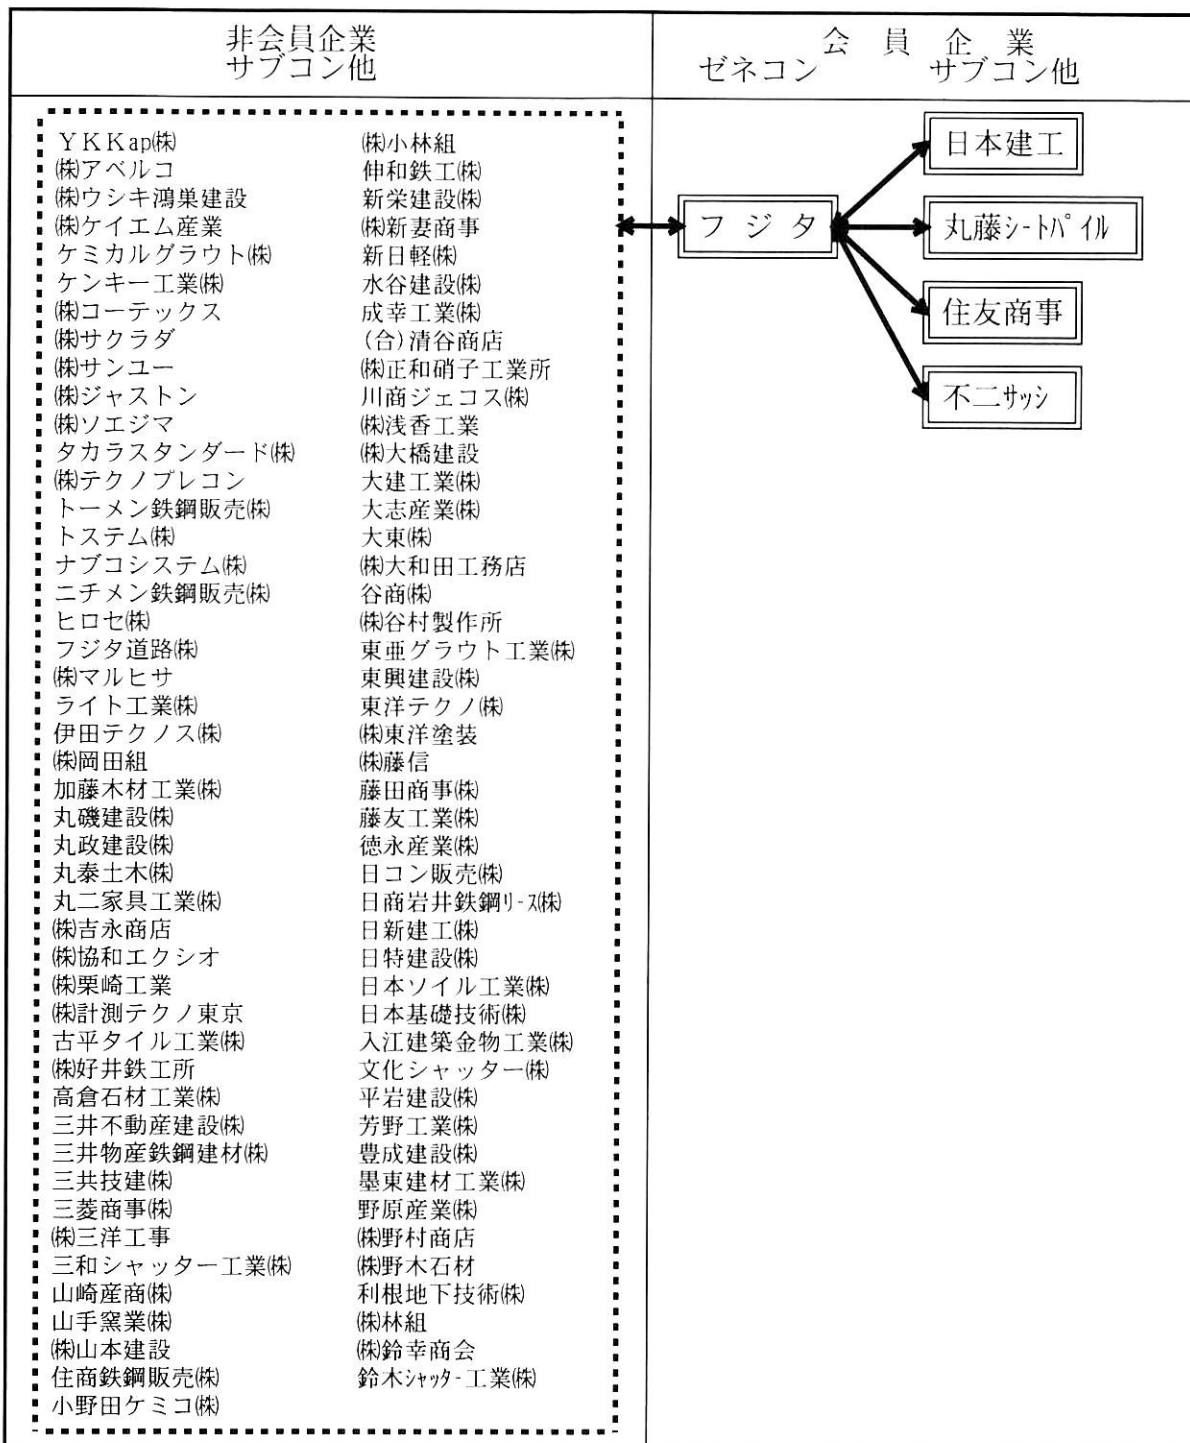 非会員企業
サブコン他
会員企業
ゼネコン サブコン他
YKKap㈱
㈱アベルコ
㈱ウシキ鴻巣建設
㈱ケイエム産業
ケミカルグラウト㈱
ケンキー工業㈱
㈱コーテックス
㈱サクラダ
㈱サンユー
㈱ジャストン
㈱ソエジマ
タカラスタンダード㈱
㈱テクノプレコン
トーメン鉄鋼販売㈱
トステム㈱
ナブコシステム㈱
ニチメン鉄鋼販売㈱
ヒロセ㈱
フジタ道路㈱
㈱マルヒサ
ライト工業㈱
伊田テクノス㈱
㈱岡田組
加藤木材工業㈱
丸磯建設㈱
丸政建設㈱
丸泰土木㈱
丸二家具工業㈱
㈱吉永商店
㈱協和エクシオ
㈱栗崎工業
㈱計測テクノ東京
古平タイル工業㈱
㈱好井鉄工所
高倉石材工業㈱
三井不動産建設㈱
三井物産鉄鋼建材㈱
三共技建㈱
三菱商事㈱
㈱三洋工事
三和シャッター工業㈱
山崎産商㈱
山手窯業㈱
㈱山本建設
住商鉄鋼販売㈱
小野田ケミコ㈱
㈱小林組
伸和鉄工㈱
新栄建設㈱
㈱新妻商事
新日軽㈱
水谷建設㈱
成幸工業㈱
(合)清谷商店
㈱正和硝子工業所
川商ジェコス㈱
㈱浅香工業
㈱大橋建設
大建工業㈱
大志産業㈱
大東㈱
㈱大和田工務店
谷商㈱
㈱谷村製作所
東亜グラウト工業㈱
東興建設㈱
東洋テクノ㈱
㈱東洋塗装
㈱藤信
藤田商事㈱
藤友工業㈱
徳永産業㈱
日コン販売㈱
日商岩井鉄鋼ﾘｰｽ㈱
日新建工㈱
日特建設㈱
日本ソイル工業㈱
日本基礎技術㈱
入江建築金物工業㈱
文化シャッター㈱
平岩建設㈱
芳野工業㈱
豊成建設㈱
墨東建材工業㈱
野原産業㈱
㈱野村商店
㈱野木石材
利根地下技術㈱
㈱林組
㈱鈴幸商会
鈴木ｼｬｯﾀｰ工業㈱
フジタ
日本建工
丸藤ｼｰﾄﾊﾟｲﾙ
住友商事
不二ｻｯｼ